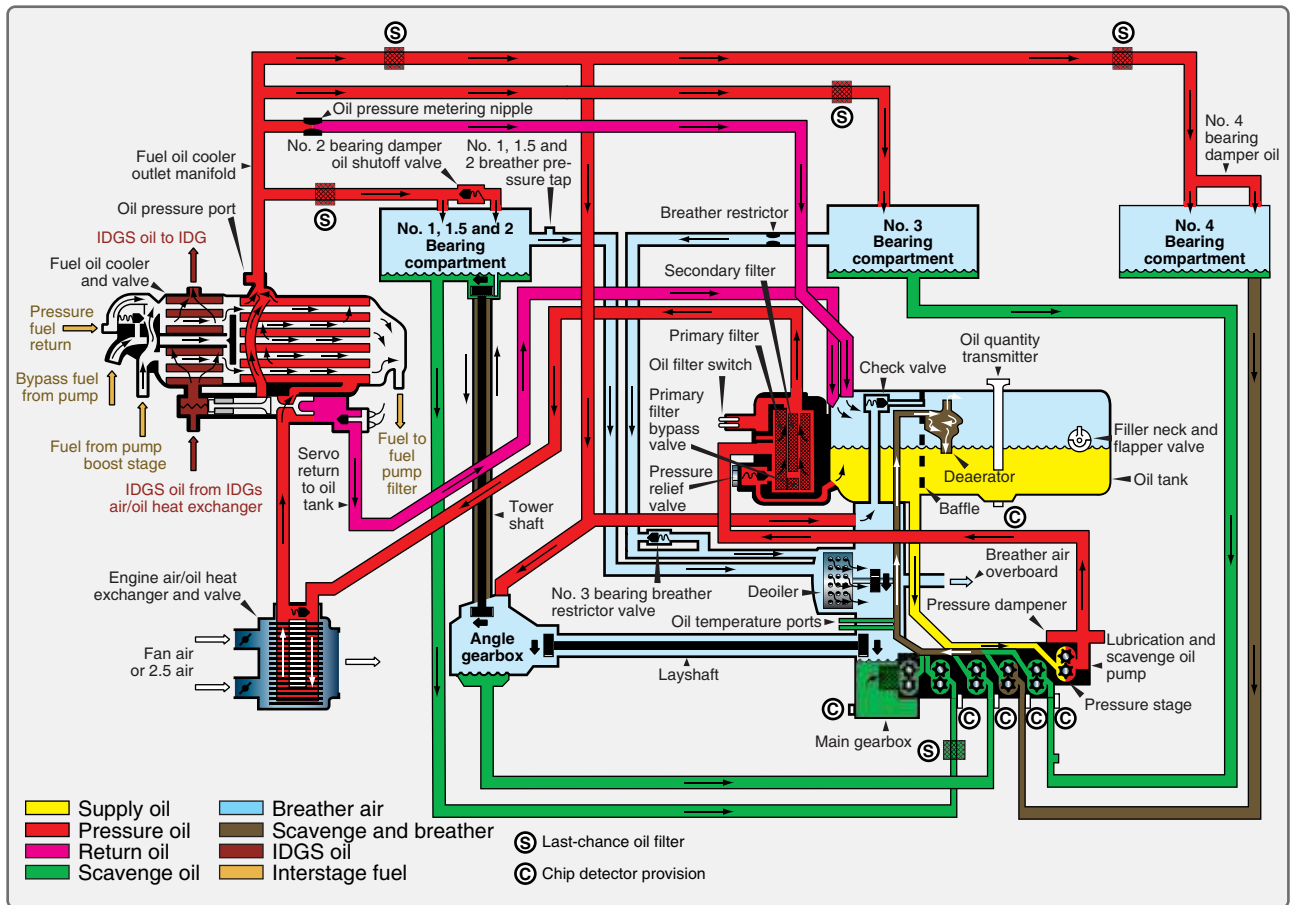 S
S
Oil pressure metering nipple
S
No. 4
bearing
damper oil
Fuel oil cooler
outlet manifold
No. 2 bearing damper
oil shutoff valve
No. 1, 1.5 and
2 breather pre-
ssure tap
S
Oil pressure port
IDGS oil to IDG
Fuel oil cooler
and valve
No. 1, 1.5 and 2
Bearing
compartment
Breather restrictor
No. 3
Bearing
compartment
No. 4
Bearing
compartment
Secondary filter
Pressure
fuel
return
Primary filter
Oil filter switch
Oil quantity
transmitter
Check valve
Bypass fuel
from pump
Primary
filter
bypass
valve
Filler neck and
flapper valve
Fuel from pump
boost stage
Servo
return
to oil
tank
Fuel to
fuel
pump
filter
Pressure
relief
valve
Deaerator
Oil tank
IDGS oil from IDGs
air/oil heat exchanger
Tower
shaft
Baffle
C
Breather air
overboard
Engine air/oil heat
exchanger and valve
No. 3 bearing breather
restrictor valve
Deoiler
Pressure dampener
Oil temperature ports
Lubrication and
scavenge oil
pump
Fan air
or 2.5 air
Angle
gearbox
Layshaft
Pressure stage
C
C
C
C
Main gearbox
S
Supply oil
Pressure oil
Return oil
Scavenge oil
Breather air
Scavenge and breather
IDGS oil
Interstage fuel
S Last-chance oil filter
C Chip detector provision